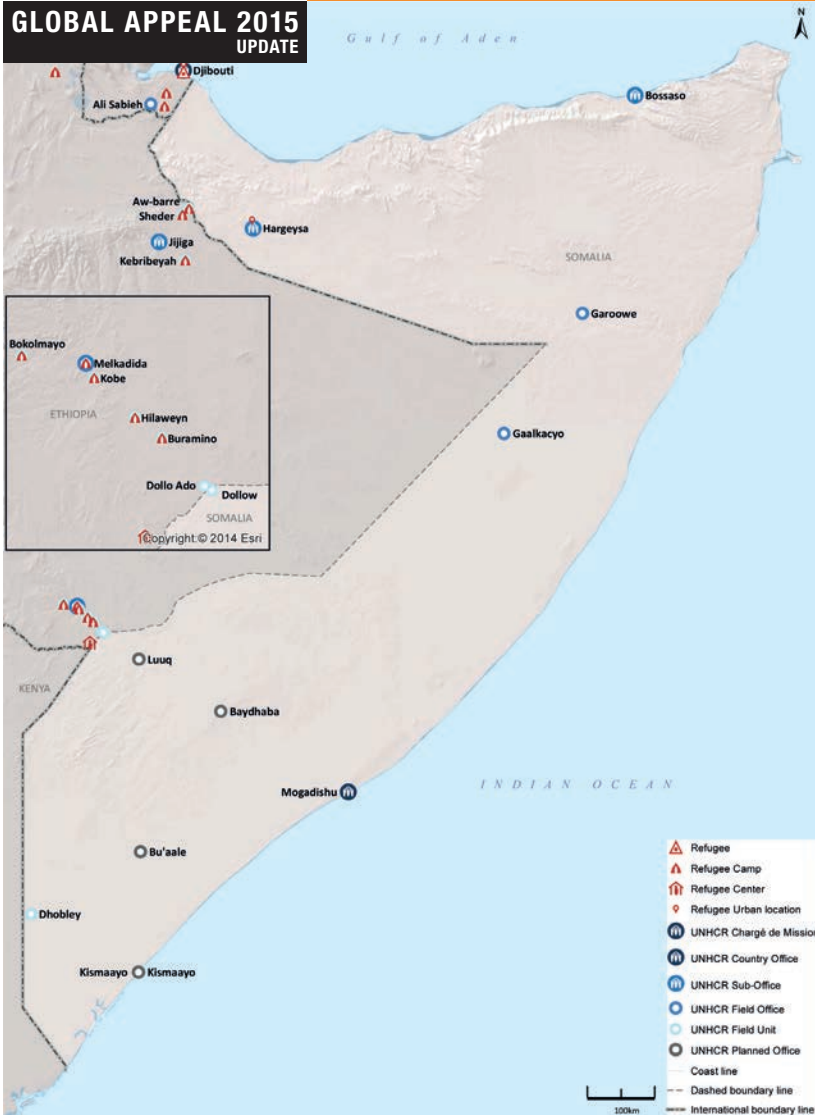 GLOBAL APPEAL 2015
UPDATE
N
Gulf of Aden
Djibouti
Ali Sabieh
Bossaso
Aw-barre
Sheder
Hargeysa
Jijiga
Kebribeyah
SOMALIA
Garoowe
Bokolmayo
Melkadida
Kobe
ETHIOPIA
Hilaweyn
Buramino
Gaalkacyo
Dollo Ado
Dollow
SOMALIA
Copyright:© 2014 Esri
Luuq
KENYA
Baydhaba
Mogadishu
INDIAN OCEAN
Bu'aale
Dhobley
Kismaayo
Kismaayo
Refugee
Refugee Camp
Refugee Center
Refugee Urban location
UNHCR Chargé de Mission
UNHCR Country Office
UNHCR Sub-Office
UNHCR Field Office
UNHCR Field Unit
UNHCR Planned Office
Coast line
Dashed boundary line
International boundary line
100km